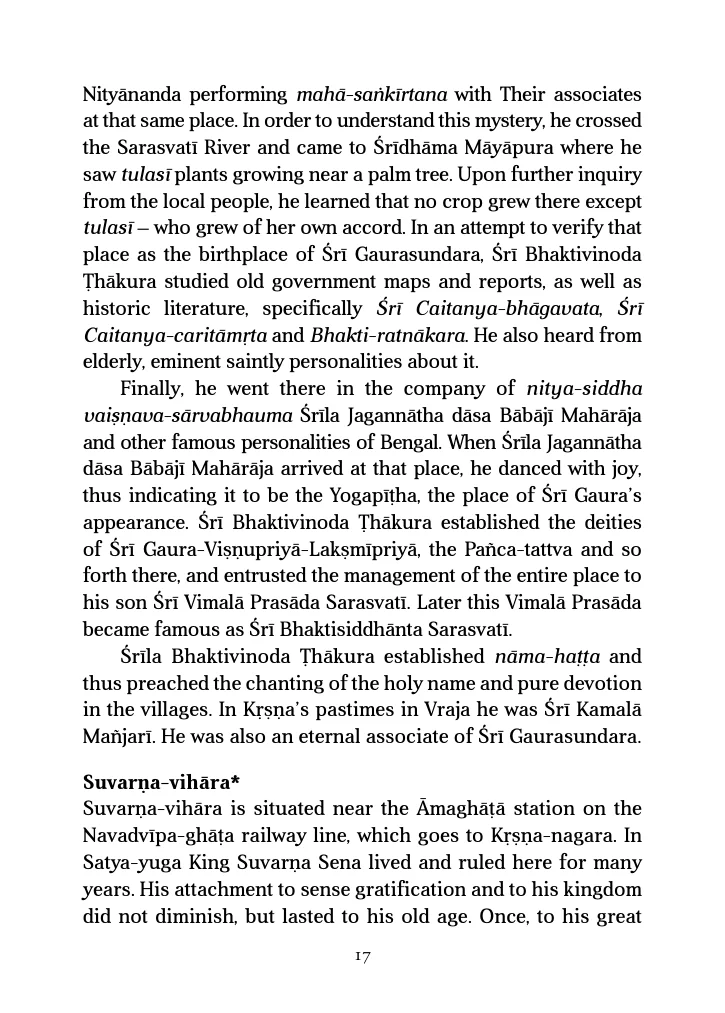 Nityānanda performing mahā-saṅkīrtana with Their associates
at that same place. In order to understand this mystery, he crossed
the Sarasvatī River and came to Śrīdhāma Māyāpura where he
saw tulasī plants growing near a palm tree. Upon further inquiry
from the local people, he learned that no crop grew there except
tulasī – who grew of her own accord. In an attempt to verify that
place as the birthplace of Śrī Gaurasundara, Śrī Bhaktivinoda
Ṭhākura studied old government maps and reports, as well as
historic literature, specifically Śrī Caitanya-bhāgavata, Śrī
Caitanya-caritāmṛta and Bhakti-ratnākara. He also heard from
elderly, eminent saintly personalities about it.
Finally, he went there in the company of nitya-siddha
vaiṣṇava-sārvabhauma Śrīla Jagannātha dāsa Bābājī Mahārāja
and other famous personalities of Bengal. When Śrīla Jagannātha
dāsa Bābājī Mahārāja arrived at that place, he danced with joy,
thus indicating it to be the Yogapīṭha, the place of Śrī Gaura’s
appearance. Śrī Bhaktivinoda Ṭhākura established the deities
of Śrī Gaura-Viṣṇupriyā-Lakṣmīpriyā, the Pañca-tattva and so
forth there, and entrusted the management of the entire place to
his son Śrī Vimalā Prasāda Sarasvatī. Later this Vimalā Prasāda
became famous as Śrī Bhaktisiddhānta Sarasvatī.
Śrīla Bhaktivinoda Ṭhākura established nāma-haṭṭa and
thus preached the chanting of the holy name and pure devotion
in the villages. In Kṛṣṇa’s pastimes in Vraja he was Śrī Kamalā
Mañjarī. He was also an eternal associate of Śrī Gaurasundara.
Suvarṇa-vihāra*
Suvarṇa-vihāra is situated near the Āmaghāṭā station on the
Navadvīpa-ghāṭa railway line, which goes to Kṛṣṇa-nagara. In
Satya-yuga King Suvarṇa Sena lived and ruled here for many
years. His attachment to sense gratification and to his kingdom
did not diminish, but lasted to his old age. Once, to his great
17